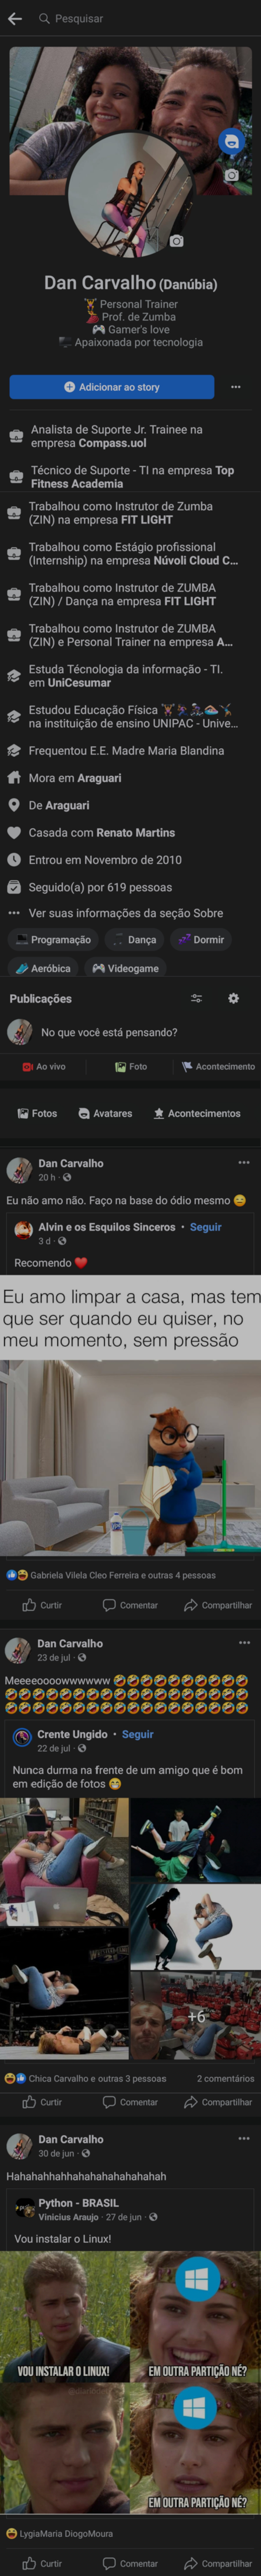 Pesquisar
Dan Carvalho (Danúbia)
Personal Trainer
Prof. de Zumba
Gamer's love
Apaixonada por tecnologia
Adicionar ao story
Analista de Suporte Jr. Trainee na
empresa Compass.uol
Técnico de Suporte - TI na empresa Top
Fitness Academia
Trabalhou como Instrutor de Zumba
(ZIN) na empresa FIT LIGHT
Trabalhou como Estágio profissional
(Internship) na empresa Núvoli Cloud C...
Trabalhou como Instrutor de ZUMBA
(ZIN) / Dança na empresa FIT LIGHT
Trabalhou como Instrutor de ZUMBA
(ZIN) e Personal Trainer na empresa A...
Estuda Técnologia da informação - TI.
em UniCesumar
Estudou Educação Física
na instituição de ensino UNIPAC - Unive...
Frequentou E.E. Madre Maria Blandina
Mora em Araguari
De Araguari
Casada com Renato Martins
Entrou em Novembro de 2010
Seguido(a) por 619 pessoas
Ver suas informações da seção Sobre
Programação Dança Dormir
Aeróbica Videogame
Publicações
No que você está pensando?
Ao vivo Foto Acontecimento
Fotos Avatares Acontecimentos
Dan Carvalho
20 h
Eu não amo não. Faço na base do ódio mesmo 😑
Alvin e os Esquilos Sinceros • Seguir
3 d
Recomendo ❤️
Eu amo limpar a casa, mas tem
que ser quando eu quiser, no
meu momento, sem pressão
Gabriela Vilela Cleo Ferreira e outras 4 pessoas
Curtir Comentar Compartilhar
Dan Carvalho
23 de jul
Meeeeoooowwwwww 🤣🤣🤣🤣🤣🤣🤣🤣🤣🤣
🤣🤣🤣🤣🤣🤣🤣🤣🤣🤣🤣🤣🤣🤣🤣🤣🤣🤣
🤣🤣🤣🤣🤣🤣🤣🤣🤣🤣🤣🤣🤣🤣🤣🤣🤣🤣
Crente Ungido • Seguir
22 de jul
Nunca durma na frente de um amigo que é bom
em edição de fotos 😁
+6
Chica Carvalho e outras 3 pessoas 2 comentários
Curtir Comentar Compartilhar
Dan Carvalho
30 de jun
Hahahahhahhahahahahahahahah
Python - BRASIL
Vinicius Araujo · 27 de jun
Vou instalar o Linux!
VOU INSTALAR O LINUX!
EM OUTRA PARTIÇÃO NÉ?
EM OUTRA PARTIÇÃO NÉ?
LygiaMaria DiogoMoura
Curtir Comentar Compartilhar